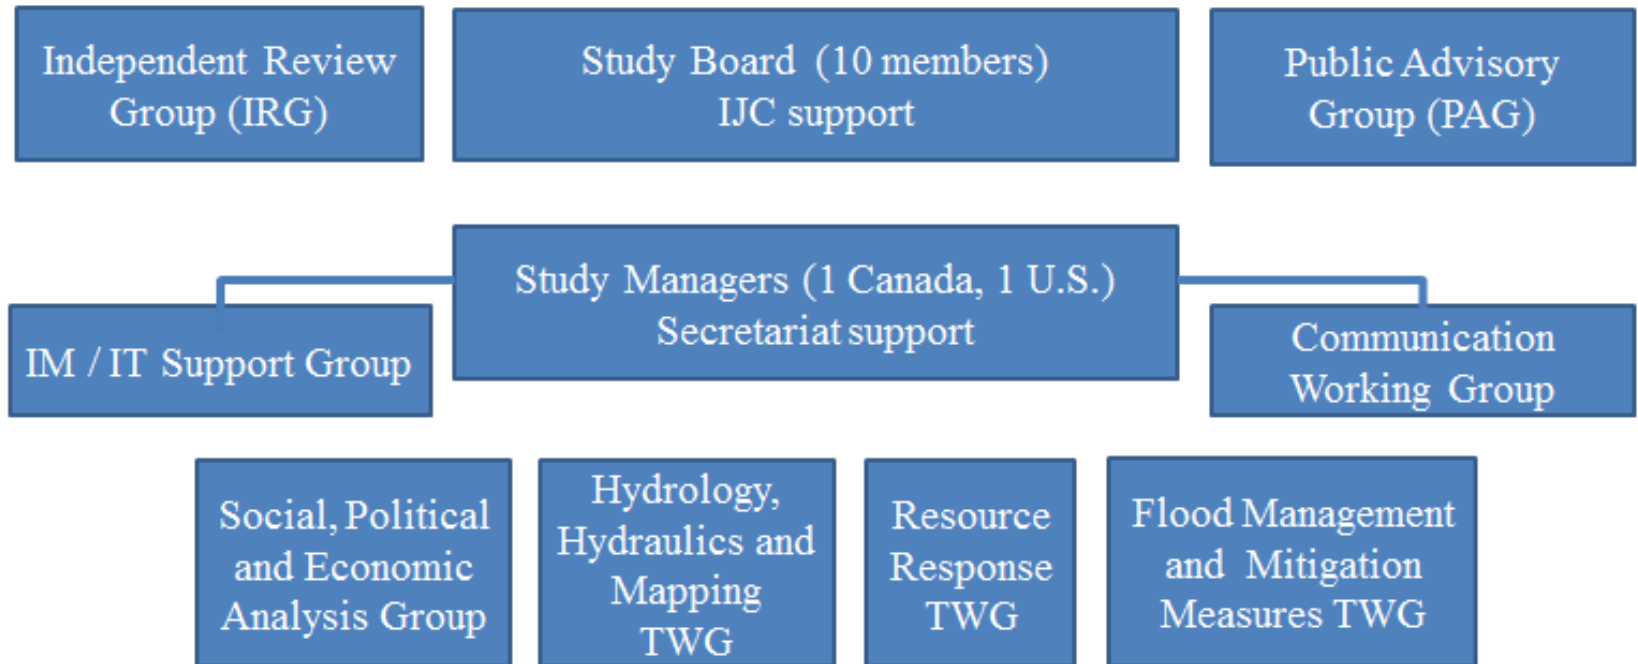 Independent Review
Group (IRG)
Study Board (10 members)
IJC support
Public Advisory
Group (PAG)
Study Managers (1 Canada, 1 U.S.)
Secretariat support
IM / IT Support Group
Communication
Working Group
Social, Political
and Economic
Analysis Group
Hydrology,
Hydraulics and
Mapping
TWG
Resource
Response
TWG
Flood Management
and Mitigation
Measures TWG